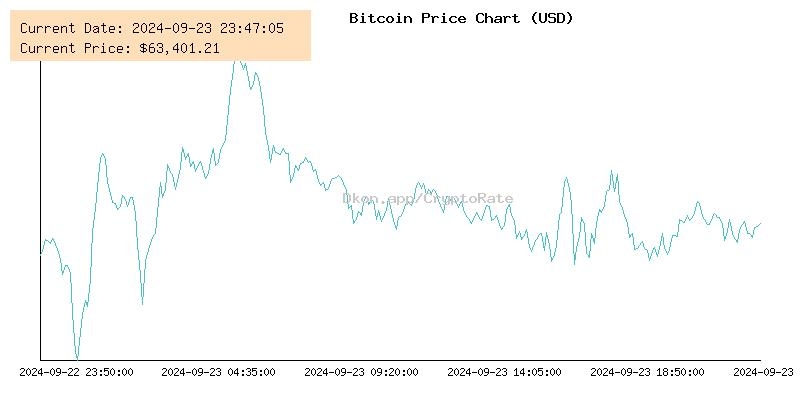 Bitcoin Price Chart (USD)
Current Date: 2024-09-23 23:47:05
Current Price: $63,401.21
Dkon.app/CryptoRate
2024-09-22 23:50:00 2024-09-23 04:35:00 2024-09-23 09:20:00 2024-09-23 14:05:00 2024-09-23 18:50:00 2024-09-23